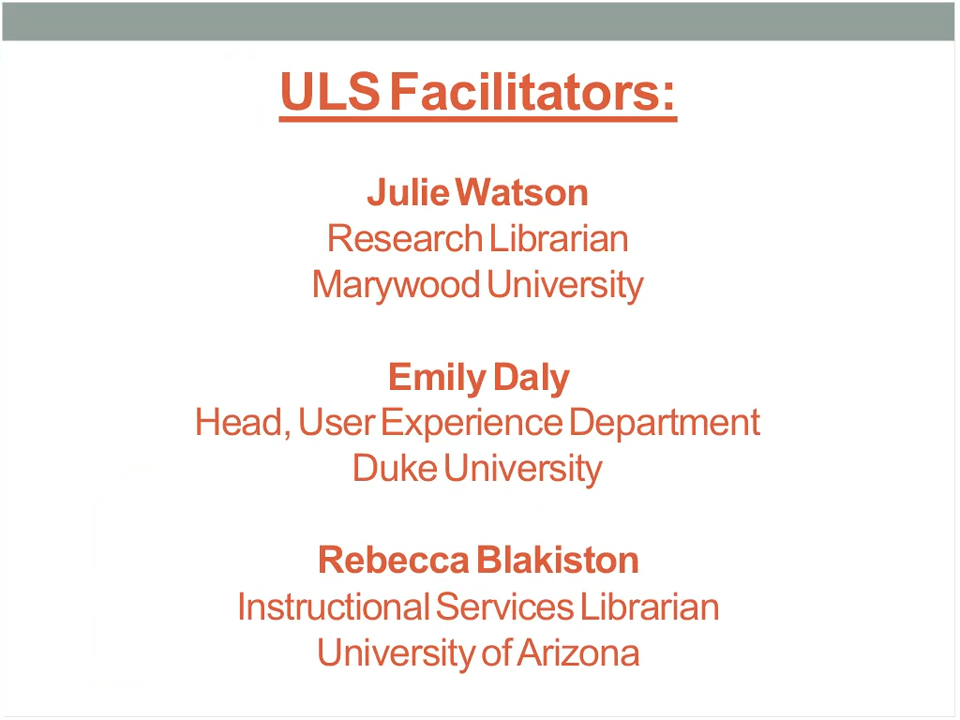 ULS Facilitators:
Julie Watson
Research Librarian
Marywood University
Emily Daly
Head, User Experience Department
Duke University
Rebecca Blakiston
Instructional Services Librarian
University of Arizona